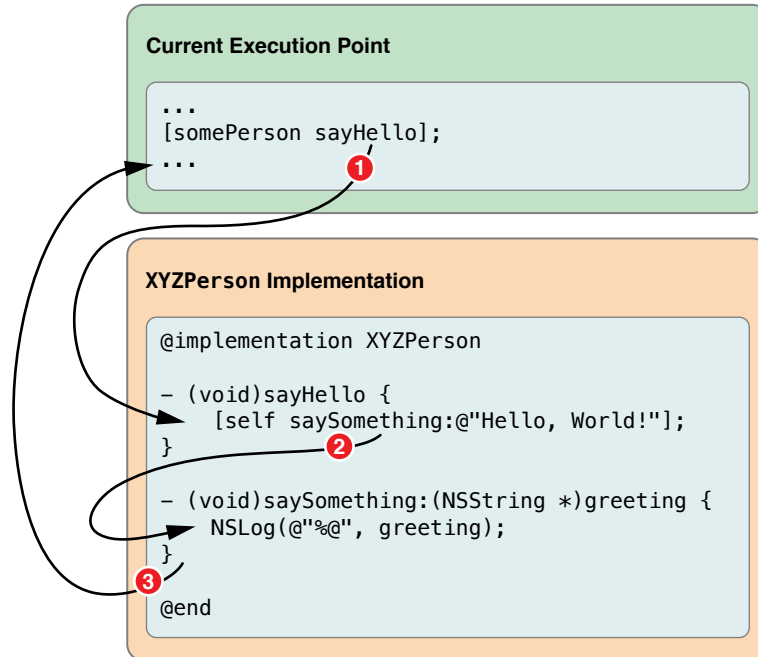 Current Execution Point
...
[somePerson sayHello];
...
1
XYZPerson Implementation
@implementation XYZPerson
– (void)sayHello {
[self saySomething:@"Hello, World!"];
}
2
– (void)saySomething:(NSString *)greeting {
NSLog(@"%@", greeting);
}
3
@end